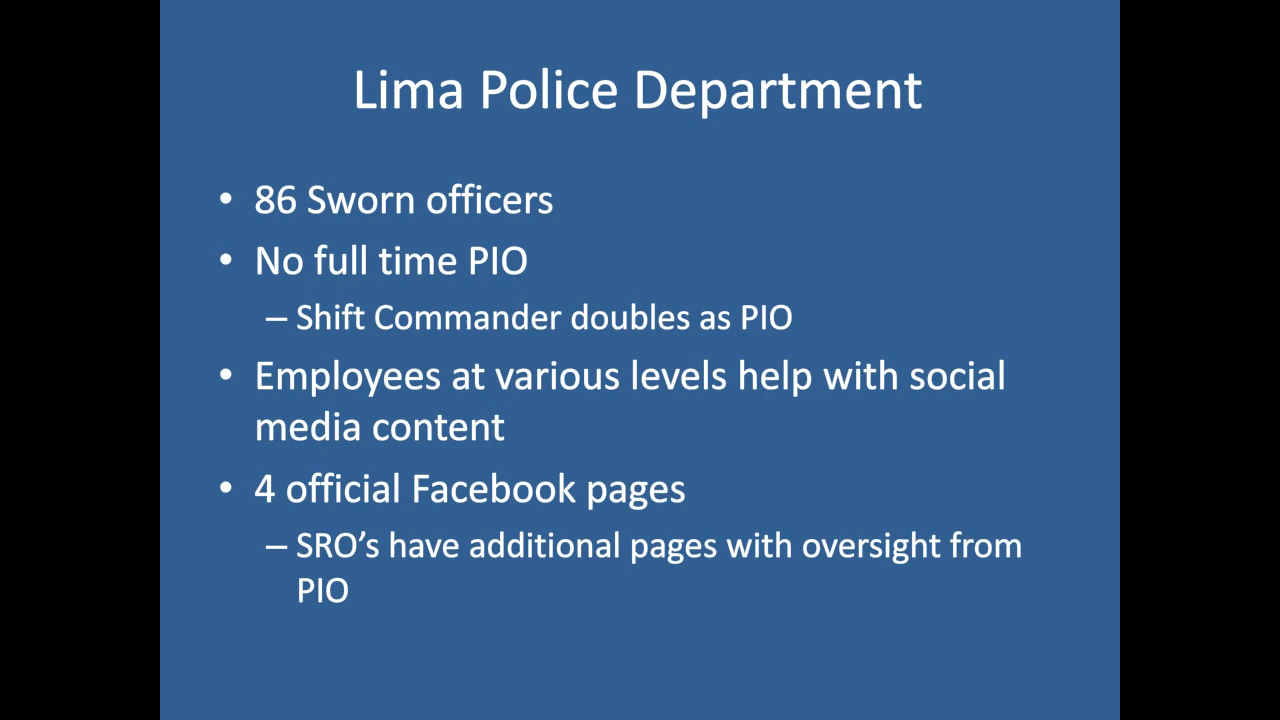 Lima Police Department
• 86 Sworn officers
• No full time PIO
– Shift Commander doubles as PIO
• Employees at various levels help with social
media content
• 4 official Facebook pages
– SRO’s have additional pages with oversight from
PIO